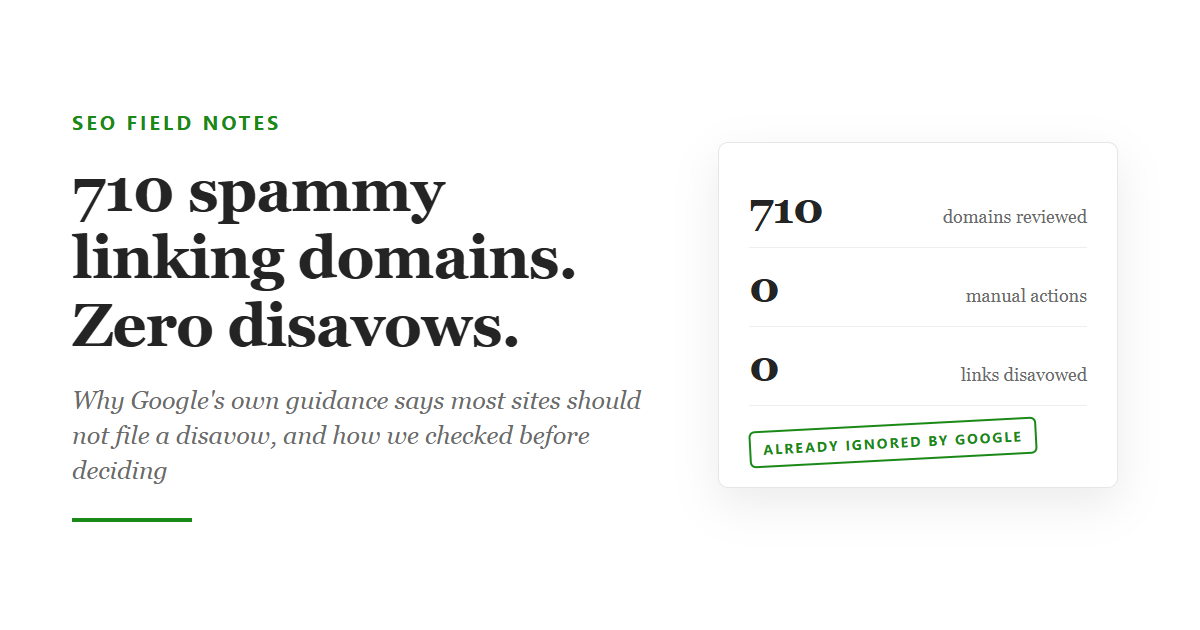 SEO FIELD NOTES
710 spammy
linking domains.
Zero disavows.
Why Google's own guidance says most sites should
not file a disavow, and how we checked before
deciding
710 domains reviewed
0 manual actions
0 links disavowed
ALREADY IGNORED BY GOOGLE